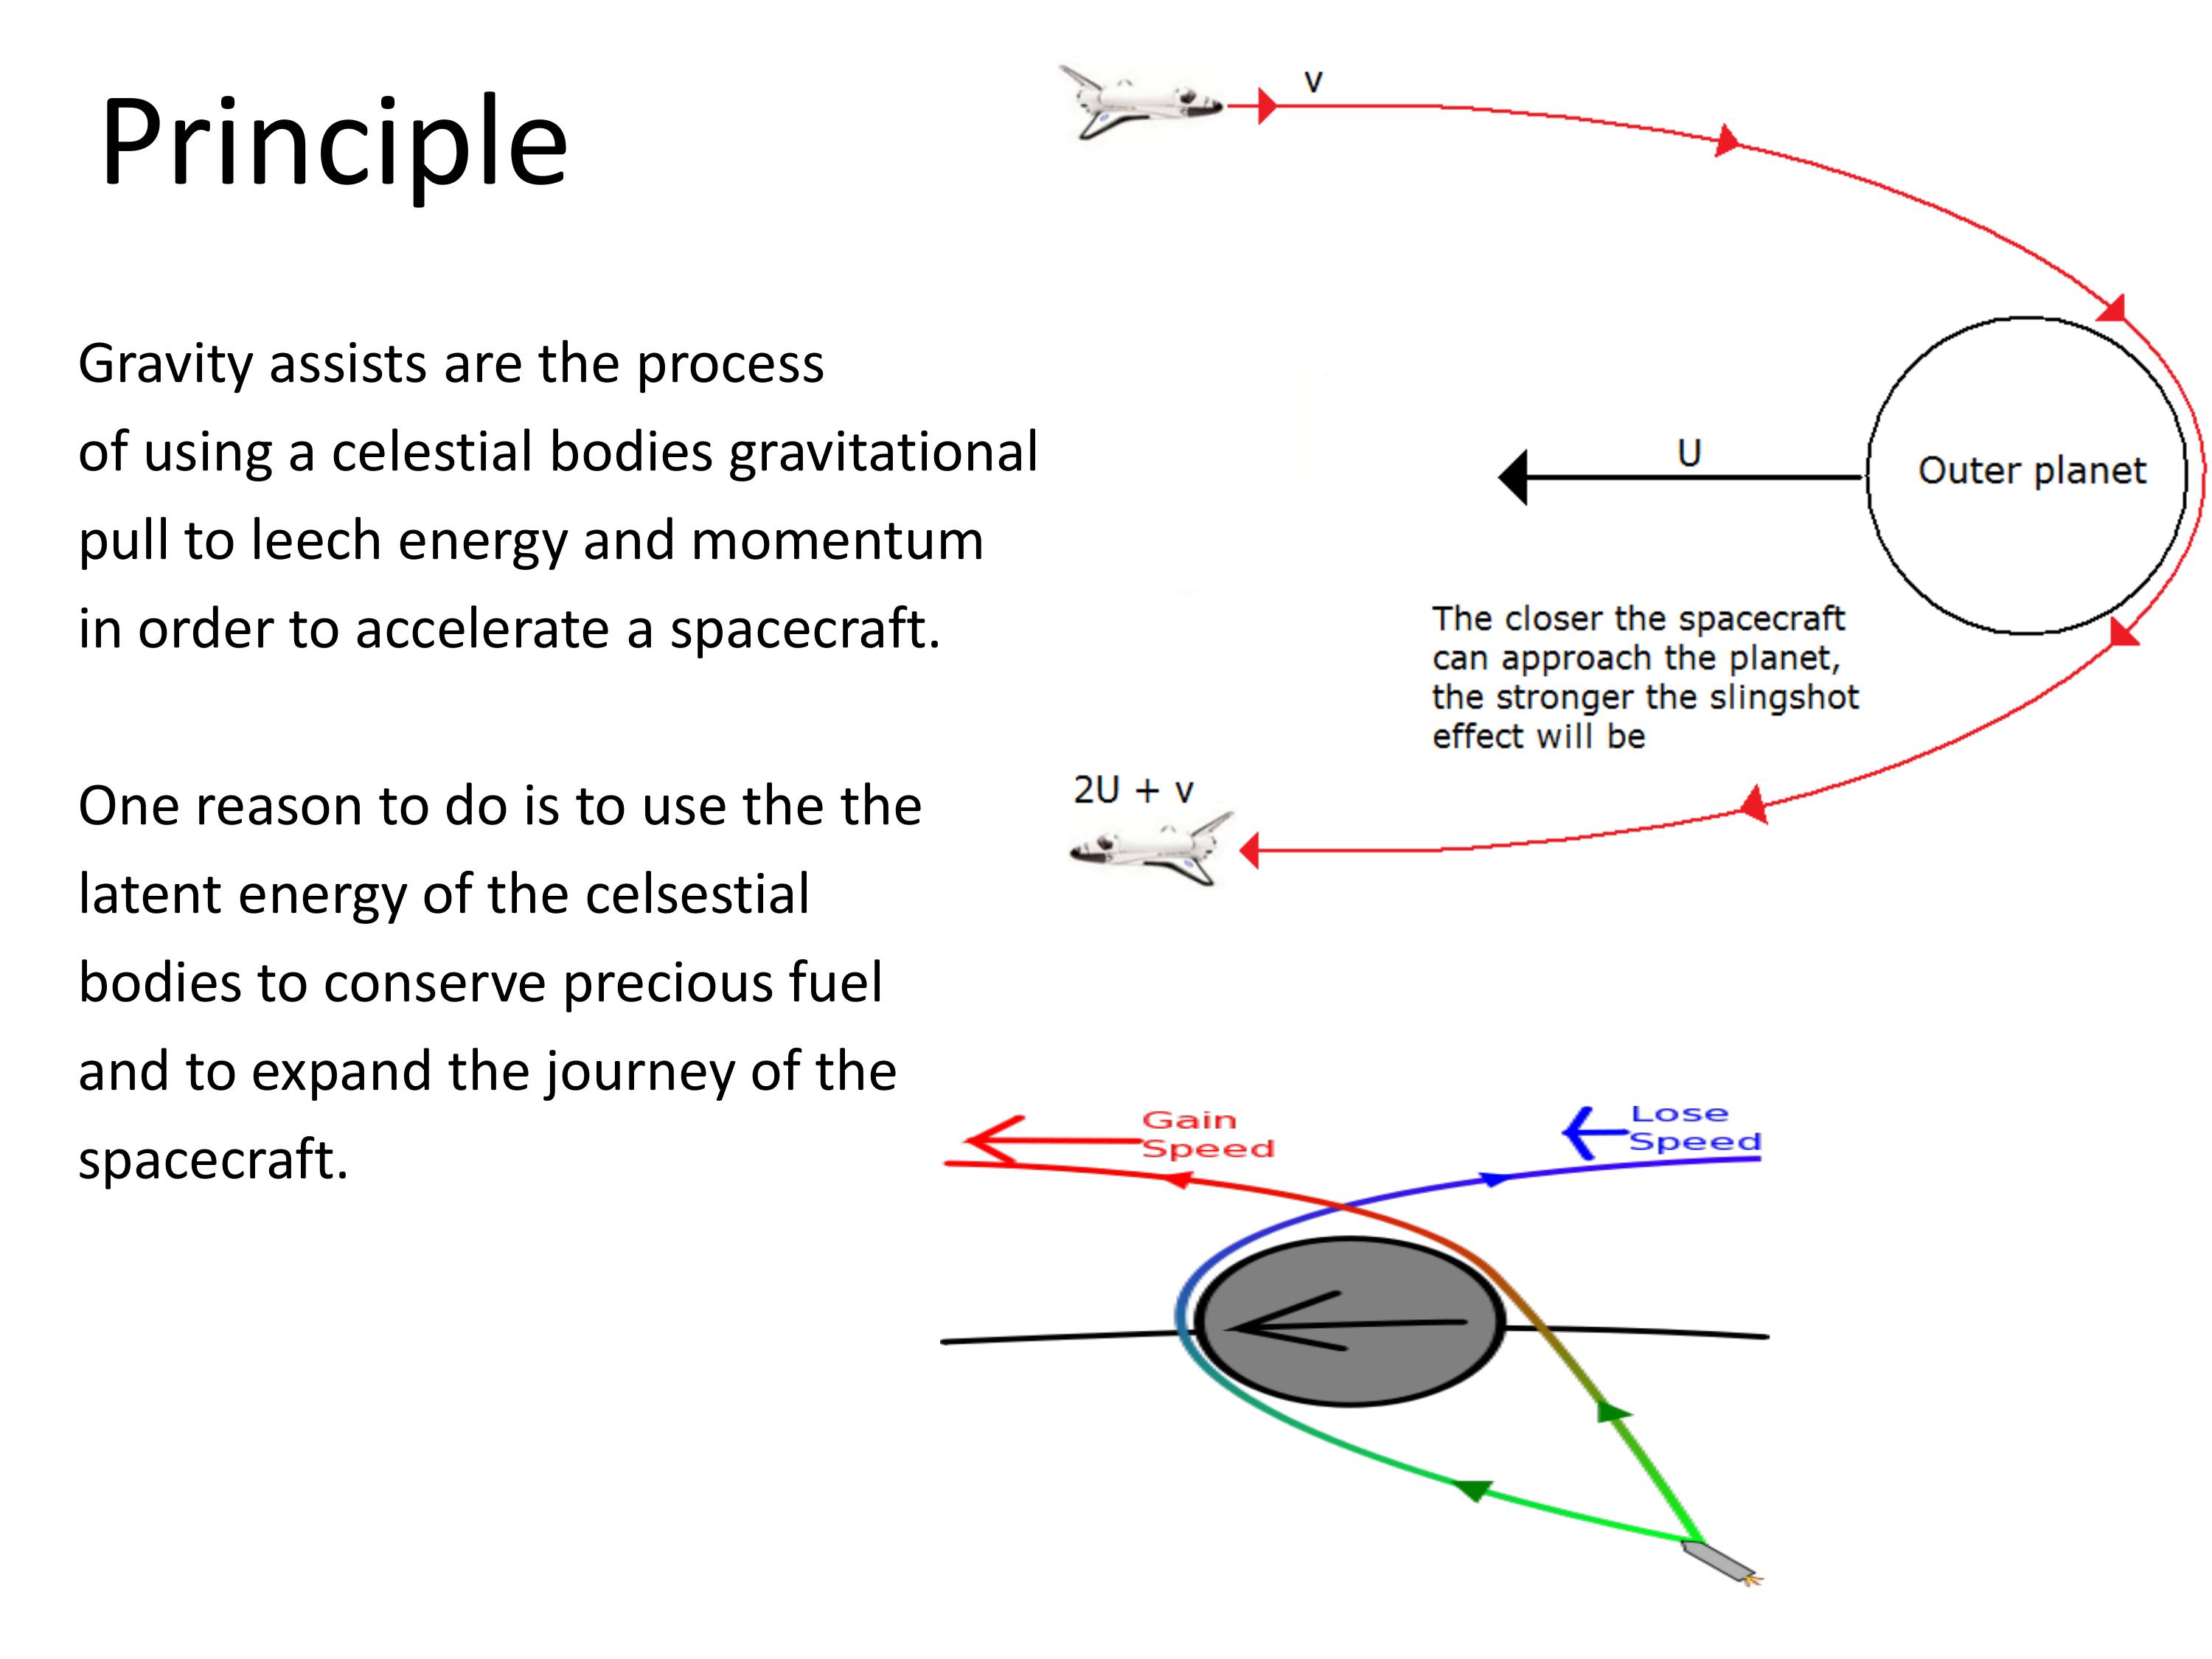 Principle
Gravity assists are the process
of using a celestial bodies gravitational
pull to leech energy and momentum
in order to accelerate a spacecraft.
One reason to do is to use the the
latent energy of the celsestial
bodies to conserve precious fuel
and to expand the journey of the
spacecraft.
v
U
Outer planet
The closer the spacecraft
can approach the planet,
the stronger the slingshot
effect will be
2U + v
Gain
Speed
Lose
Speed